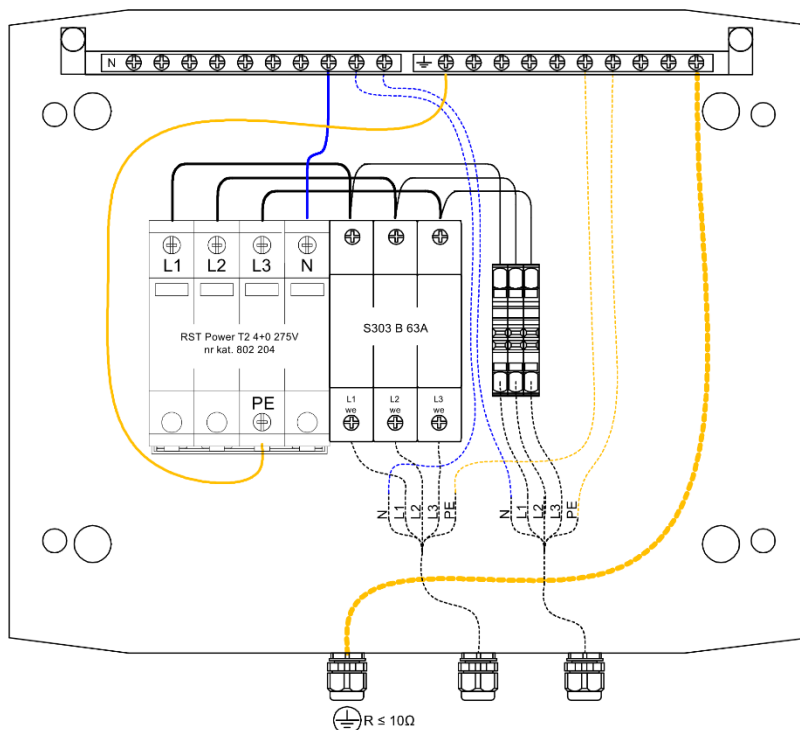 N
L1 L2 L3 N
RST Power T2 4+0 275V
nr kat. 802 204
S303 B 63A
PE
L1 L2 L3
we we we
N L1 L2 L3 PE
N L1 L2 L3 PE
R ≤ 10Ω